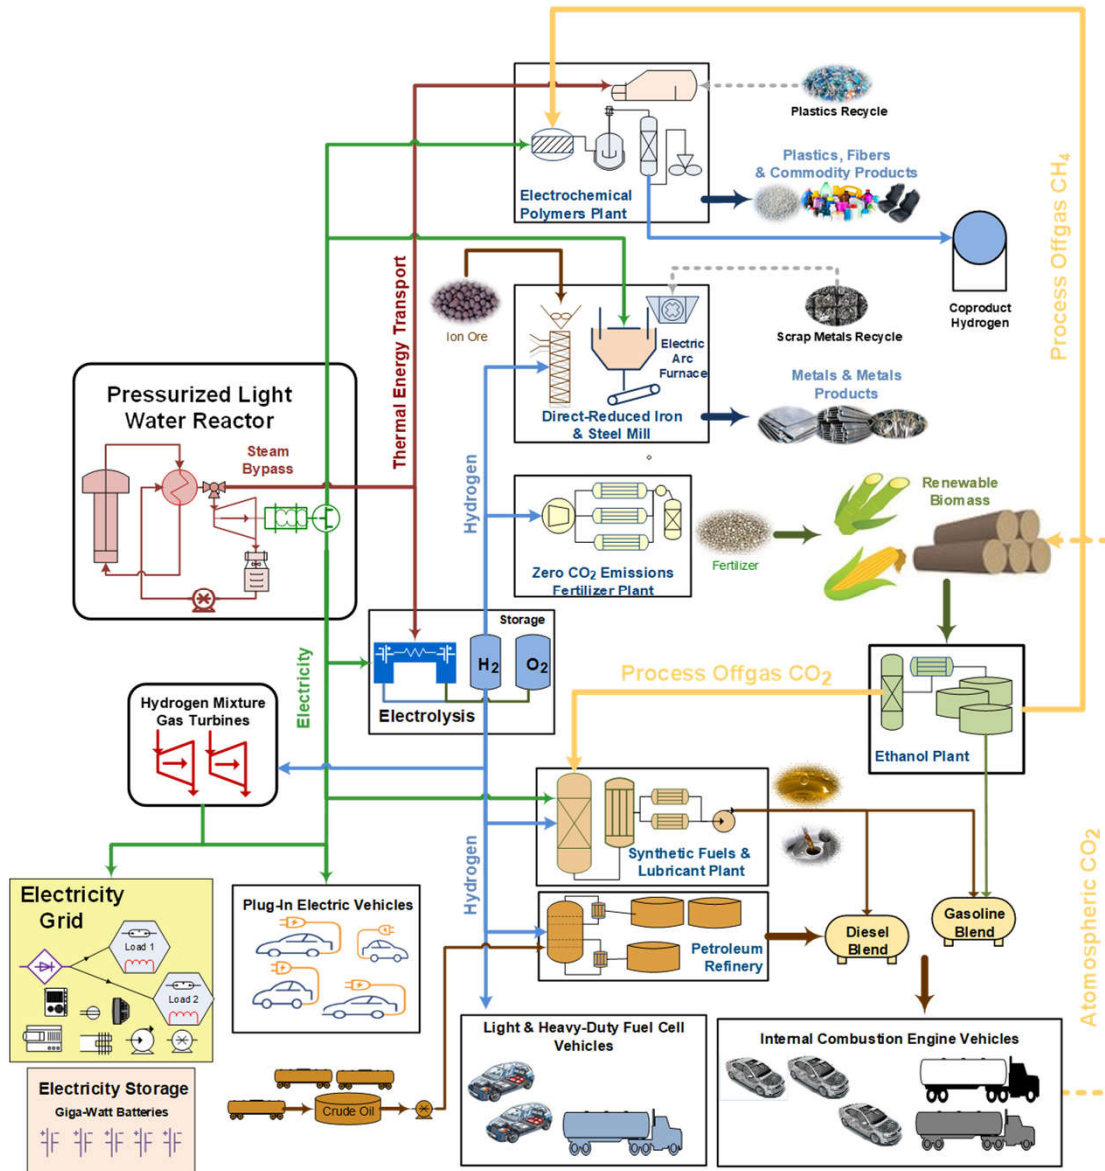 Plastics Recycle
Plastics, Fibers
& Commodity Products
Electrochemical
Polymers Plant
Process Offgas CH4
Coproduct
Hydrogen
Thermal Energy Transport
Ion Ore
Scrap Metals Recycle
Electric
Arc
Furnace
Metals & Metals
Products
Direct-Reduced Iron
& Steel Mill
Pressurized Light
Water Reactor
Steam
Bypass
Hydrogen
Renewable
Biomass
Fertilizer
Zero CO2 Emissions
Fertilizer Plant
Storage
H2
O2
Electrolysis
Electricity
Process Offgas CO2
Ethanol Plant
Hydrogen Mixture
Gas Turbines
Synthetic Fuels &
Lubricant Plant
Hydrogen
Atomospheric CO2
Electricity
Grid
Load 1
Load 2
Plug-In Electric Vehicles
Petroleum
Refinery
Diesel
Blend
Gasoline
Blend
Light & Heavy-Duty Fuel Cell
Vehicles
Internal Combustion Engine Vehicles
Electricity Storage
Giga-Watt Batteries
Crude Oil